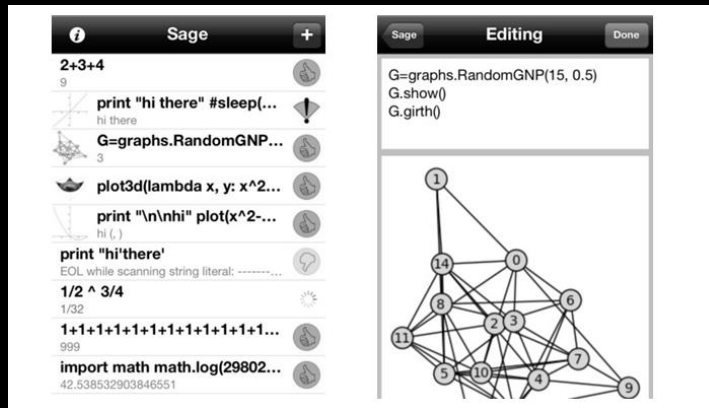 Sage
+
2+3+4
9
print "hi there" #sleep(...
hi there
G=graphs.RandomGNP...
3
plot3d(lambda x, y: x^2...
print "\n\nhi" plot(x^2-...
hi (, )
print "hi'there'
EOL while scanning string literal: -------...
1/2 ^ 3/4
1/32
1+1+1+1+1+1+1+1+1+1+1+1...
999
import math math.log(29802...
42.538532903846551
Sage
Editing
Done
G=graphs.RandomGNP(15, 0.5)
G.show()
G.girth()
1
14
0
8
6
2
3
11
7
5
10
4
9